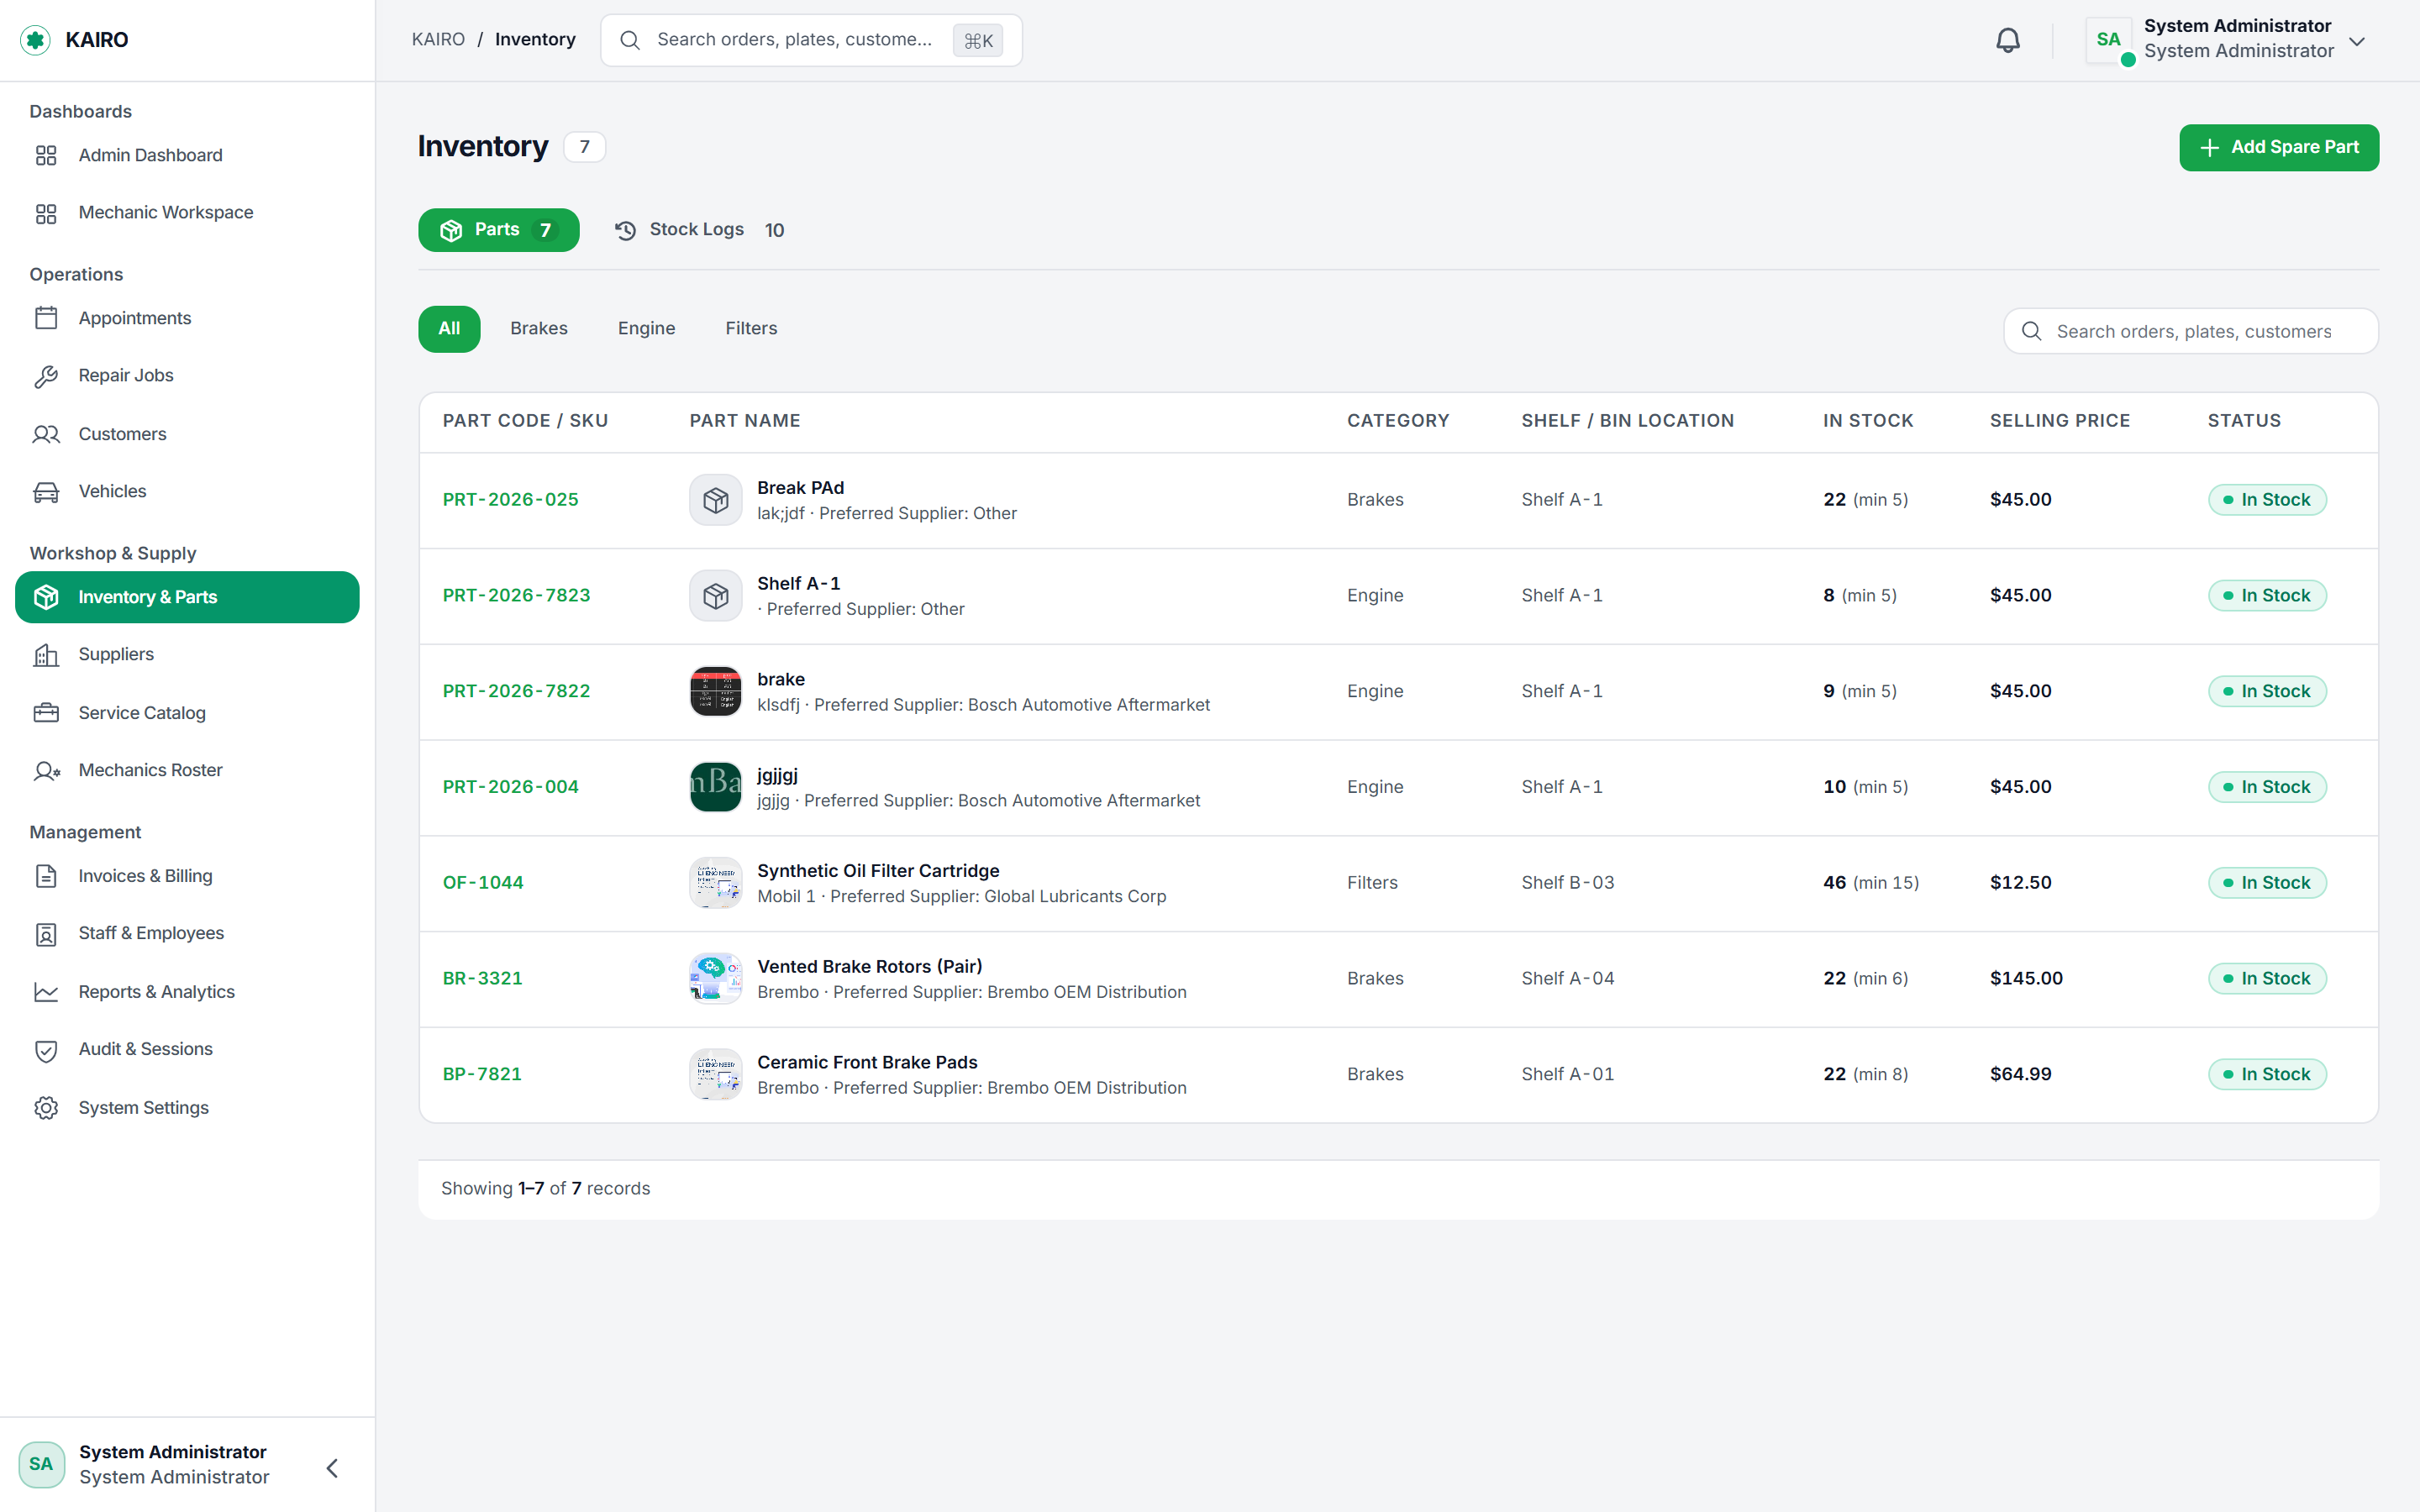 KAIRO
KAIRO / Inventory
Search orders, plates, custome...
⌘K
SA
System Administrator
System Administrator
Dashboards
Admin Dashboard
Mechanic Workspace
Operations
Appointments
Repair Jobs
Customers
Vehicles
Workshop & Supply
Inventory & Parts
Suppliers
Service Catalog
Mechanics Roster
Management
Invoices & Billing
Staff & Employees
Reports & Analytics
Audit & Sessions
System Settings
SA
System Administrator
System Administrator
Inventory 7
Add Spare Part
Parts 7
Stock Logs 10
All Brakes Engine Filters
Search orders, plates, customers
PART CODE / SKU PART NAME CATEGORY SHELF / BIN LOCATION IN STOCK SELLING PRICE STATUS
PRT-2026-025 Break PAd Brakes Shelf A-1 22 (min 5) $45.00 In Stock
lak;jdf · Preferred Supplier: Other
PRT-2026-7823 Shelf A-1 Engine Shelf A-1 8 (min 5) $45.00 In Stock
· Preferred Supplier: Other
PRT-2026-7822 brake Engine Shelf A-1 9 (min 5) $45.00 In Stock
klsdfj · Preferred Supplier: Bosch Automotive Aftermarket
PRT-2026-004 jgjjgj Engine Shelf A-1 10 (min 5) $45.00 In Stock
jgjjg · Preferred Supplier: Bosch Automotive Aftermarket
OF-1044 Synthetic Oil Filter Cartridge Filters Shelf B-03 46 (min 15) $12.50 In Stock
Mobil 1 · Preferred Supplier: Global Lubricants Corp
BR-3321 Vented Brake Rotors (Pair) Brakes Shelf A-04 22 (min 6) $145.00 In Stock
Brembo · Preferred Supplier: Brembo OEM Distribution
BP-7821 Ceramic Front Brake Pads Brakes Shelf A-01 22 (min 8) $64.99 In Stock
Brembo · Preferred Supplier: Brembo OEM Distribution
Showing 1–7 of 7 records